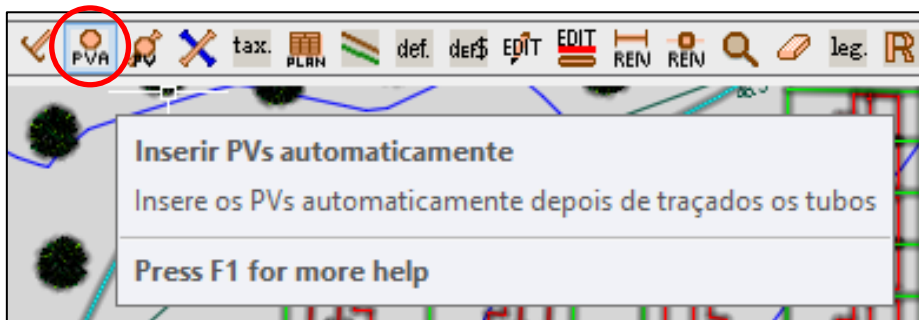 PVA PV tax. PLAN def. def$ EDIT EDIT REN REN leg. R
Inserir PVs automaticamente
Insere os PVs automaticamente depois de traçados os tubos
Press F1 for more help